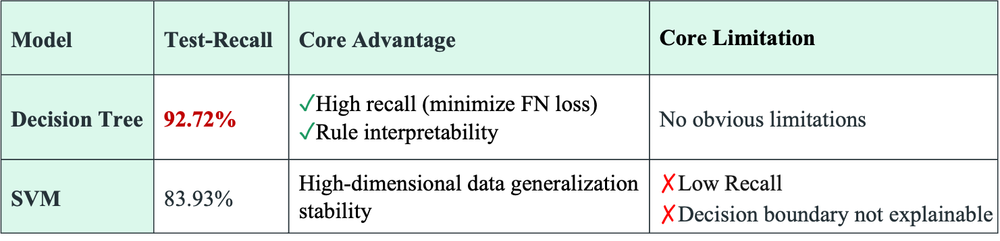 Model Test-Recall Core Advantage Core Limitation
Decision Tree 92.72% ✓High recall (minimize FN loss)
✓Rule interpretability No obvious limitations
SVM 83.93% High-dimensional data generalization
stability ✗Low Recall
✗Decision boundary not explainable